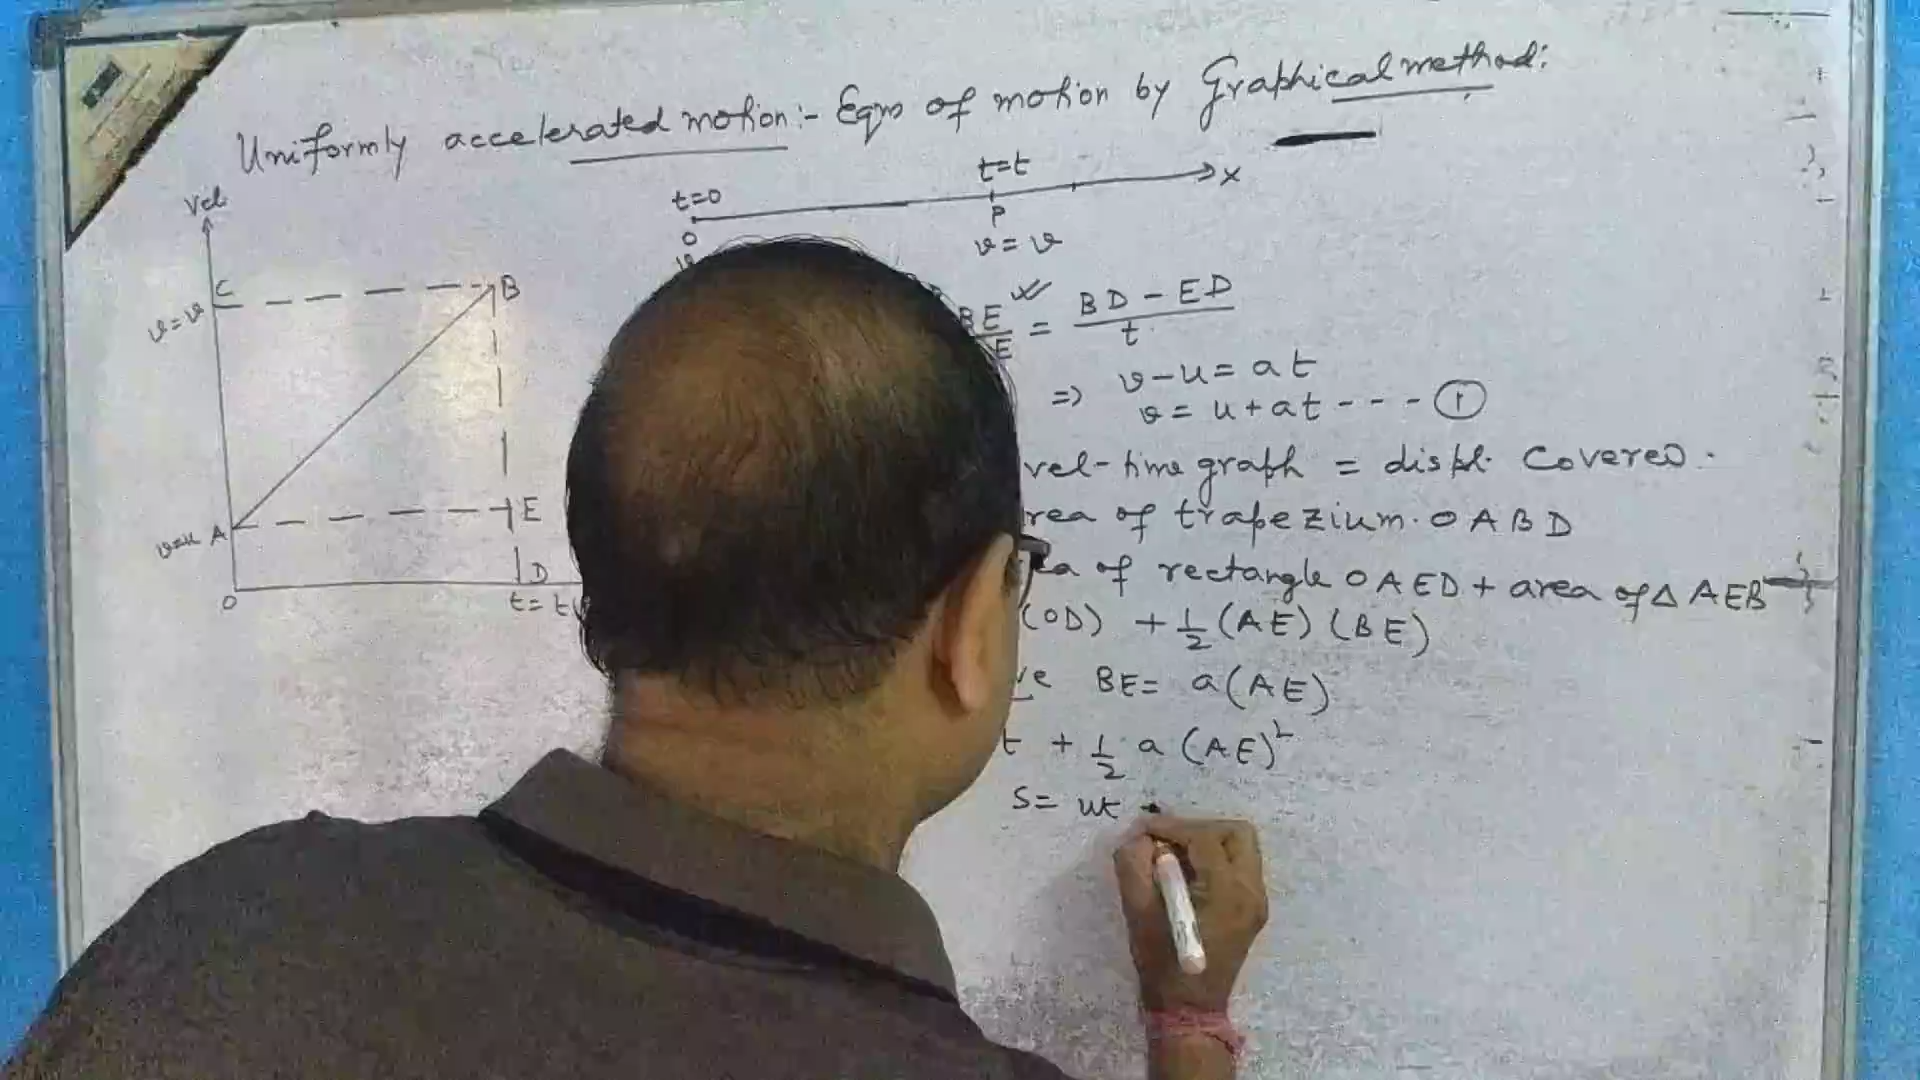 Uniformly accelerated motion:- Eqns of motion by Graphical method:
Vel
C
B
v=v
v=u A
E
D
O
t=t
t=0
t=t
X
O
P
v=v
BE = BD-ED
E t
=> v-u=at
v=u+at --- (1)
vel-time graph = displ. Covered.
rea of trapezium. OABD
ea of rectangle OAED + area of Δ AEB
(OD) + 1/2 (AE) (BE)
ve BE= a(AE)
t + 1/2 a (AE)²
S= ut